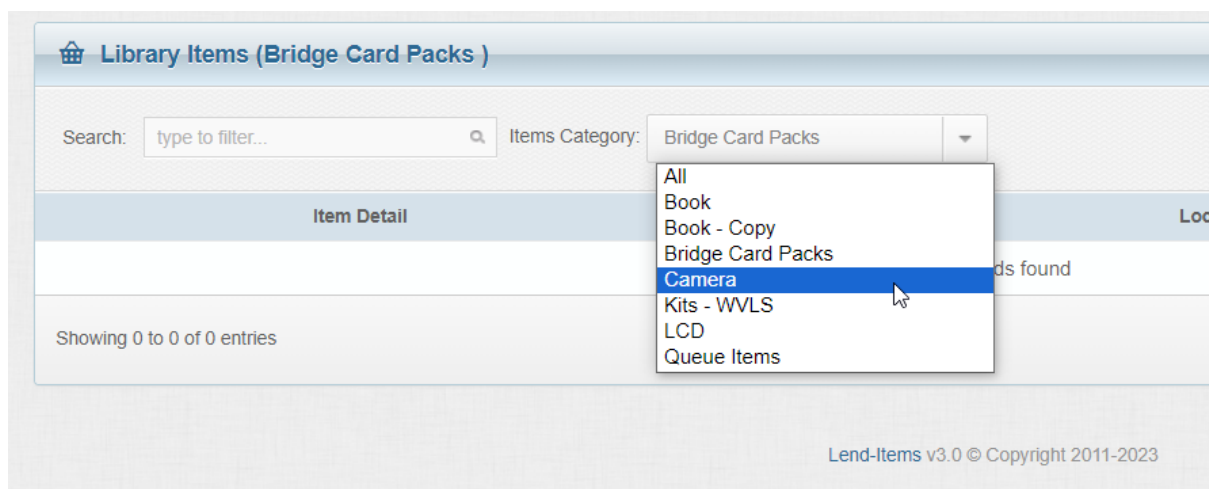 Library Items (Bridge Card Packs )
Search: type to filter... Items Category: Bridge Card Packs
All
Book
Book - Copy
Bridge Card Packs
Camera
Kits - WVLS
LCD
Queue Items
Item Detail Loc
ds found
Showing 0 to 0 of 0 entries
Lend-Items v3.0 © Copyright 2011-2023